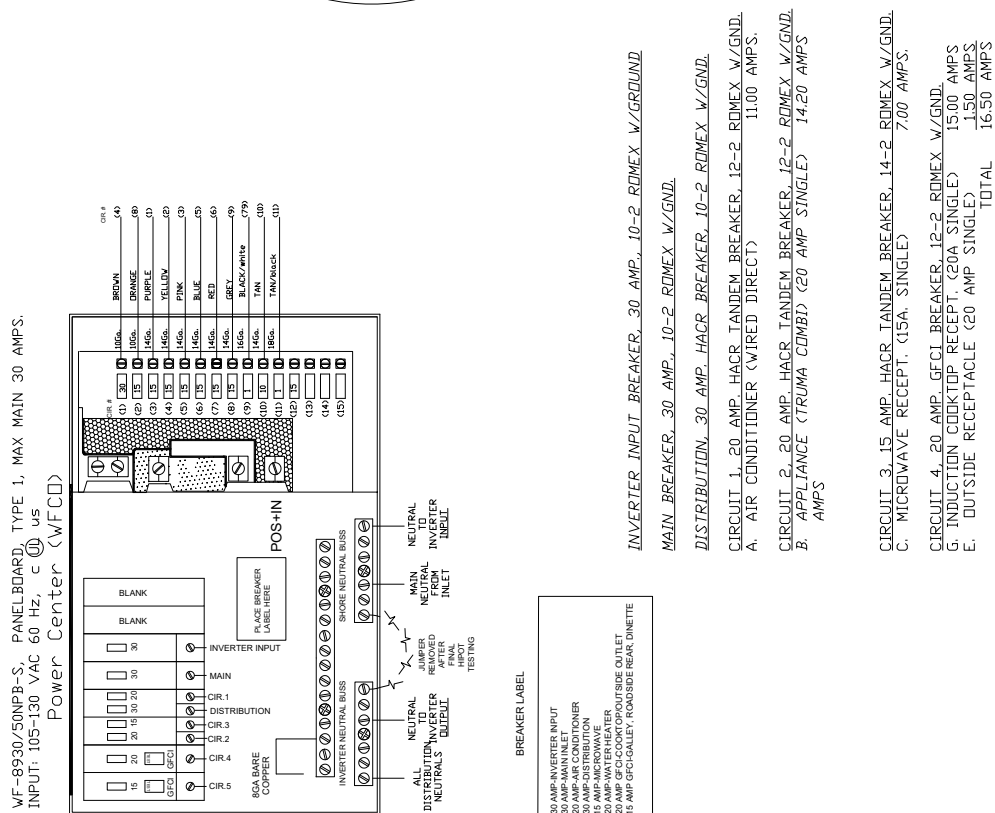 WF-8930/50NPB-S, PANELBOARD, TYPE 1, MAX MAIN 30 AMPS.
INPUT: 105-130 VAC 60 Hz, c UL us
Power Center (WFCO)
BLANK
BLANK
30
INVERTER INPUT
30
MAIN
20
CIR.1
30
DISTRIBUTION
15
CIR.3
20
CIR.2
20
GFCI
CIR.4
15
GFCI
CIR.5
PLACE BREAKER
LABEL HERE
POS+IN
8GA BARE
COPPER
INVERTER NEUTRAL BUSS
SHORE NEUTRAL BUSS
ALL
DISTRIBUTION
NEUTRALS
NEUTRAL
TO
INVERTER
OUTPUT
JUMPER
REMOVED
AFTER
FINAL
HIPOT
TESTING
MAIN
NEUTRAL
FROM
INLET
NEUTRAL
TO
INVERTER
INPUT
CIR. #
CIR. #
(1) 30 10Ga. BROWN (4)
(2) 15 10Ga. ORANGE (8)
(3) 15 14Ga. PURPLE (1)
(4) 15 14Ga. YELLOW (2)
(5) 15 14Ga. PINK (3)
(6) 15 14Ga. BLUE (5)
(7) 15 14Ga. RED (6)
(8) 15 14Ga. GREY (9)
(9) 1 16Ga. BLACK/white (79)
(10) 10 14Ga. TAN (10)
(11) 1 18Ga. TAN/black (11)
(12) 15
(13)
(14)
(15)
BREAKER LABEL
30 AMP-INVERTER INPUT
30 AMP-MAIN INLET
20 AMP-AIR CONDITIONER
30 AMP-DISTRIBUTION
15 AMP-MICROWAVE
20 AMP-WATER HEATER
20 AMP GFCI-COOKTOP/OUTSIDE OUTLET
15 AMP GFCI-GALLEY, ROADSIDE REAR, DINETTE
INVERTER INPUT BREAKER, 30 AMP., 10-2 ROMEX W/GROUND
MAIN BREAKER, 30 AMP., 10-2 ROMEX W/GND.
DISTRIBUTION, 30 AMP. HACR BREAKER, 10-2 ROMEX W/GND.
CIRCUIT 1, 20 AMP. HACR TANDEM BREAKER, 12-2 ROMEX W/GND.
A. AIR CONDITIONER (WIRED DIRECT) 11.00 AMPS.
CIRCUIT 2, 20 AMP. HACR TANDEM BREAKER, 12-2 ROMEX W/GND.
B. APPLIANCE (TRUMA COMBI) (20 AMP SINGLE) 14.20 AMPS
AMPS
CIRCUIT 3, 15 AMP. HACR TANDEM BREAKER, 14-2 ROMEX W/GND.
C. MICROWAVE RECEPT. (15A. SINGLE) 7.00 AMPS.
CIRCUIT 4, 20 AMP. GFCI BREAKER, 12-2 ROMEX W/GND.
G. INDUCTION COOKTOP RECEPT. (20A SINGLE) 15.00 AMPS
E. OUTSIDE RECEPTACLE (20 AMP SINGLE) 1.50 AMPS
TOTAL 16.50 AMPS